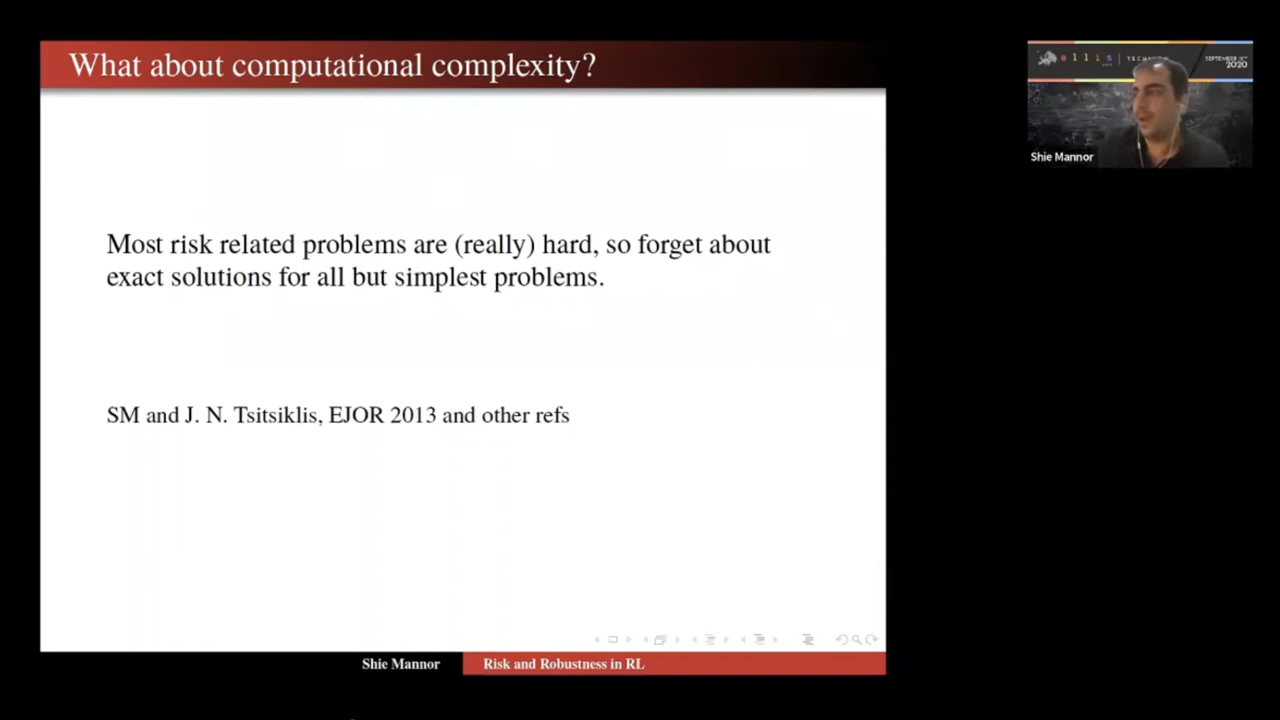 What about computational complexity?
Most risk related problems are (really) hard, so forget about
exact solutions for all but simplest problems.
SM and J. N. Tsitsiklis, EJOR 2013 and other refs
Shie Mannor
Risk and Robustness in RL
ellis
2020
Shie Mannor